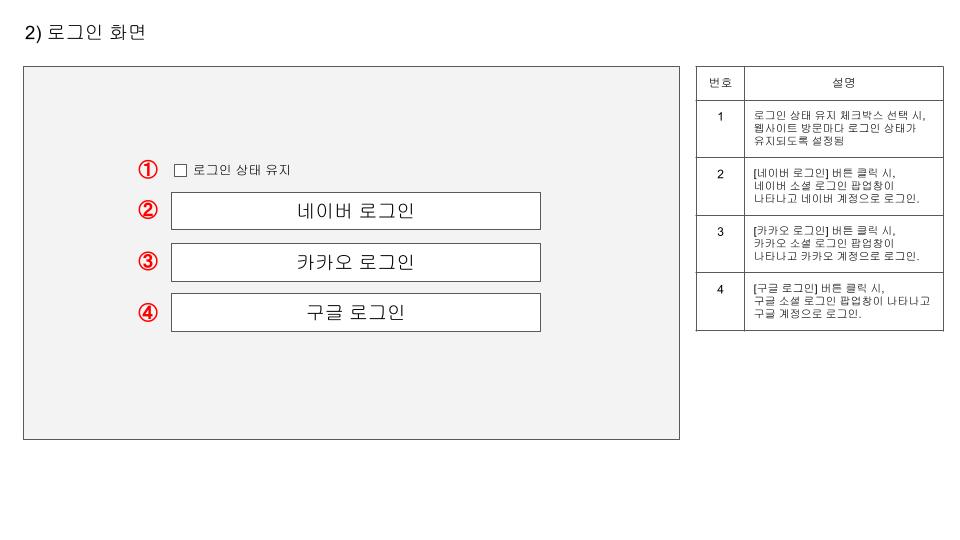 2) 로그인 화면
① 로그인 상태 유지
② 네이버 로그인
③ 카카오 로그인
④ 구글 로그인
번호 설명
1 로그인 상태 유지 체크박스 선택 시,
웹사이트 방문마다 로그인 상태가
유지되도록 설정됨
2 [네이버 로그인] 버튼 클릭 시,
네이버 소셜 로그인 팝업창이
나타나고 네이버 계정으로 로그인.
3 [카카오 로그인] 버튼 클릭 시,
카카오 소셜 로그인 팝업창이
나타나고 카카오 계정으로 로그인.
4 [구글 로그인] 버튼 클릭 시,
구글 소셜 로그인 팝업창이 나타나고
구글 계정으로 로그인.